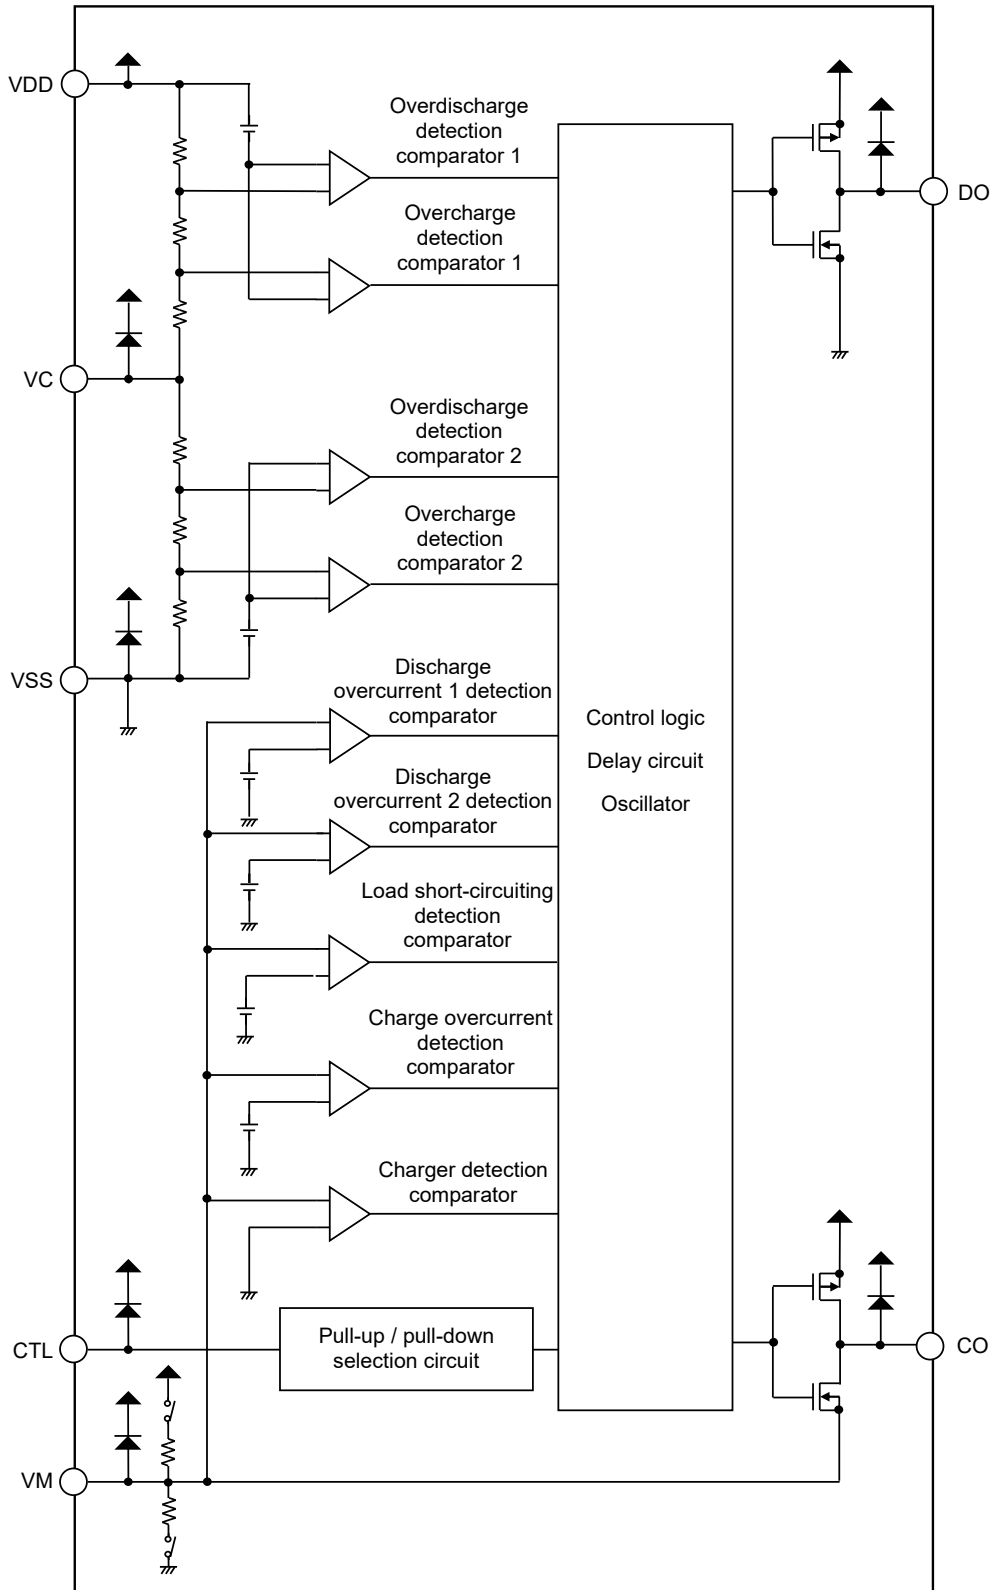 VDD
Overdischarge
detection
comparator 1
DO
Overcharge
detection
comparator 1
VC
Overdischarge
detection
comparator 2
Overcharge
detection
comparator 2
VSS
Discharge
overcurrent 1 detection
comparator
Control logic
Delay circuit
Oscillator
Discharge
overcurrent 2 detection
comparator
Load short-circuiting
detection
comparator
Charge overcurrent
detection
comparator
Charger detection
comparator
CTL
Pull-up / pull-down
selection circuit
CO
VM